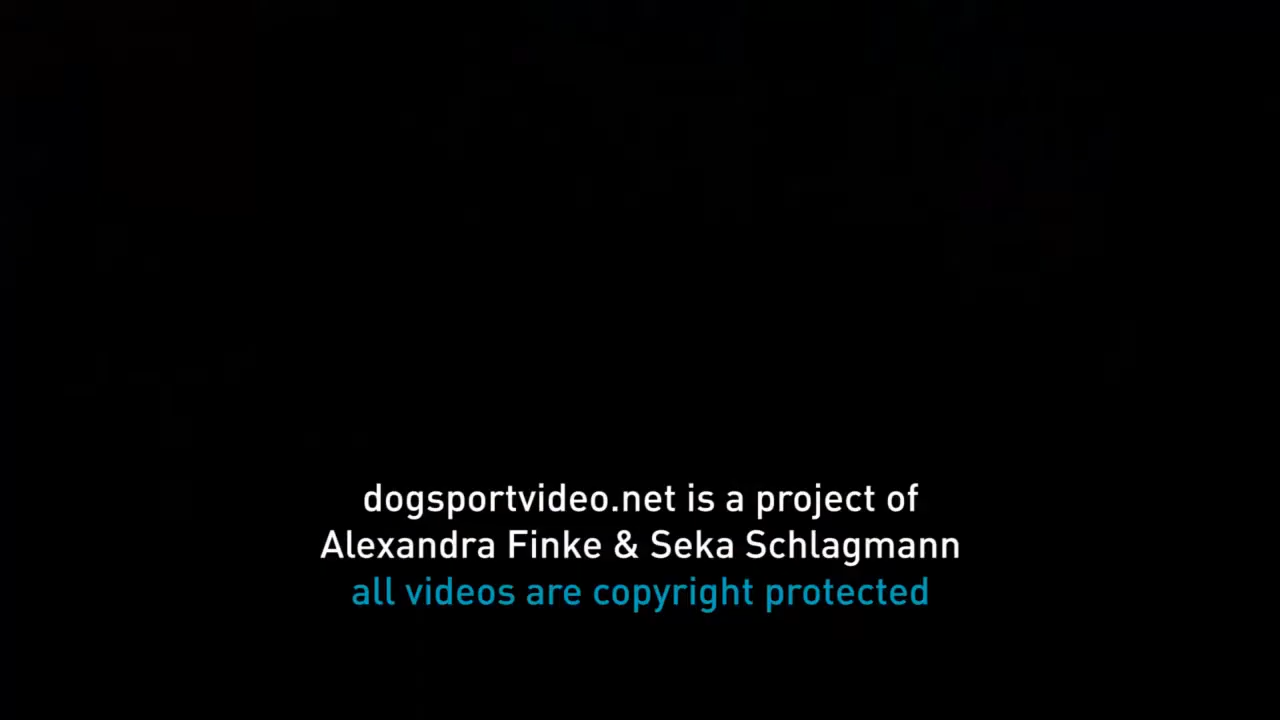 dogsportvideo.net is a project of
Alexandra Finke & Seka Schlagmann
all videos are copyright protected